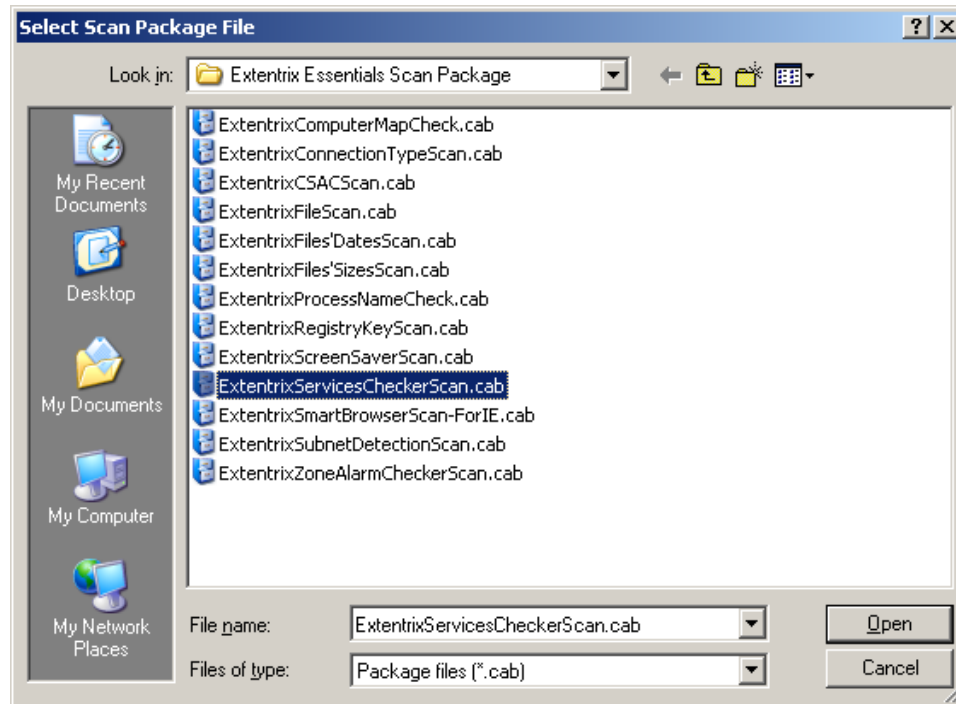 Select Scan Package File
Look in:
Extentrix Essentials Scan Package
My Recent
Documents
Desktop
My Documents
My Computer
My Network
Places
ExtentrixComputerMapCheck.cab
ExtentrixConnectionTypeScan.cab
ExtentrixCSACScan.cab
ExtentrixFileScan.cab
ExtentrixFiles'DatesScan.cab
ExtentrixFiles'SizesScan.cab
ExtentrixProcessNameCheck.cab
ExtentrixRegistryKeyScan.cab
ExtentrixScreenSaverScan.cab
ExtentrixServicesCheckerScan.cab
ExtentrixSmartBrowserScan-ForIE.cab
ExtentrixSubnetDetectionScan.cab
ExtentrixZoneAlarmCheckerScan.cab
File name:
ExtentrixServicesCheckerScan.cab
Open
Files of type:
Package files (*.cab)
Cancel